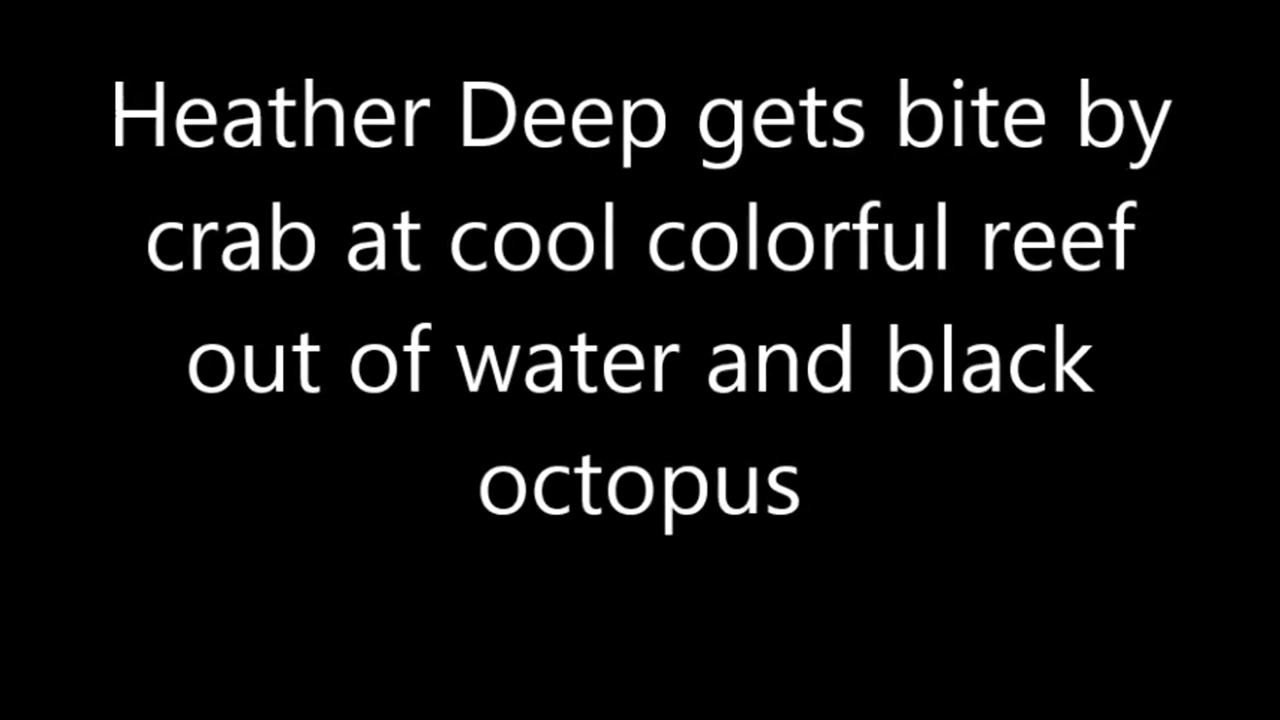 Heather Deep gets bite by
crab at cool colorful reef
out of water and black
octopus